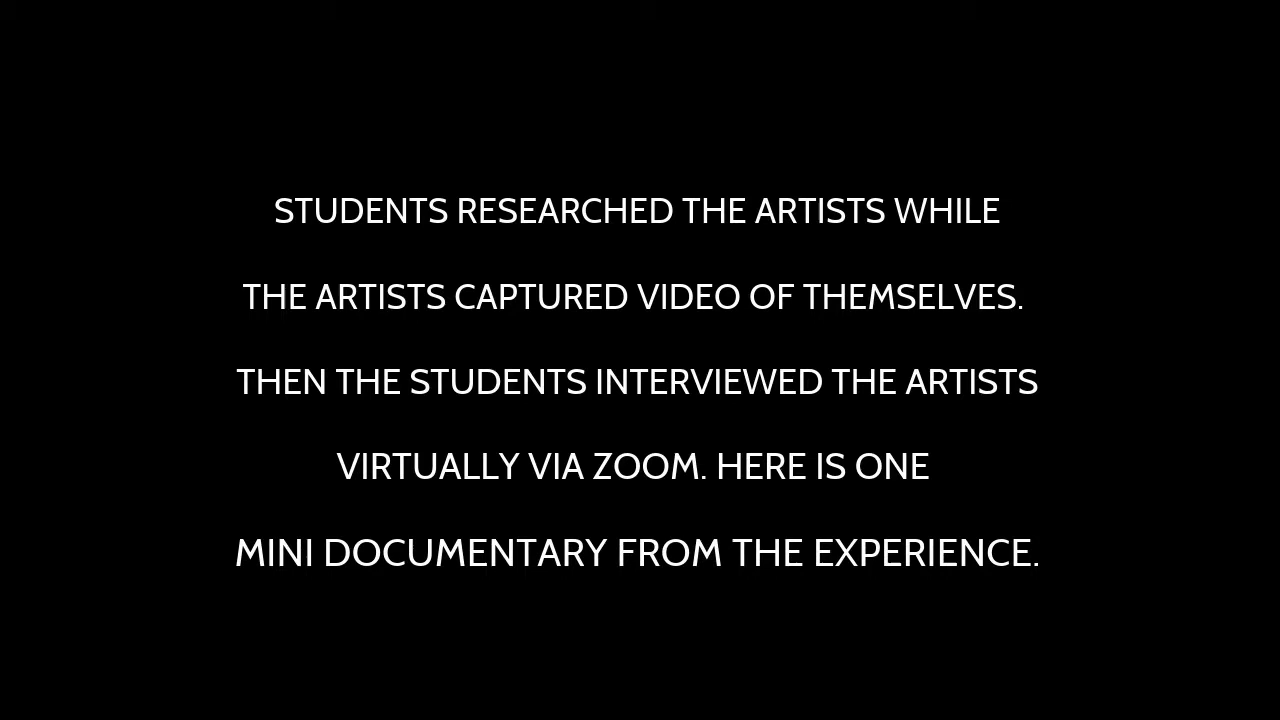 STUDENTS RESEARCHED THE ARTISTS WHILE
THE ARTISTS CAPTURED VIDEO OF THEMSELVES.
THEN THE STUDENTS INTERVIEWED THE ARTISTS
VIRTUALLY VIA ZOOM. HERE IS ONE
MINI DOCUMENTARY FROM THE EXPERIENCE.